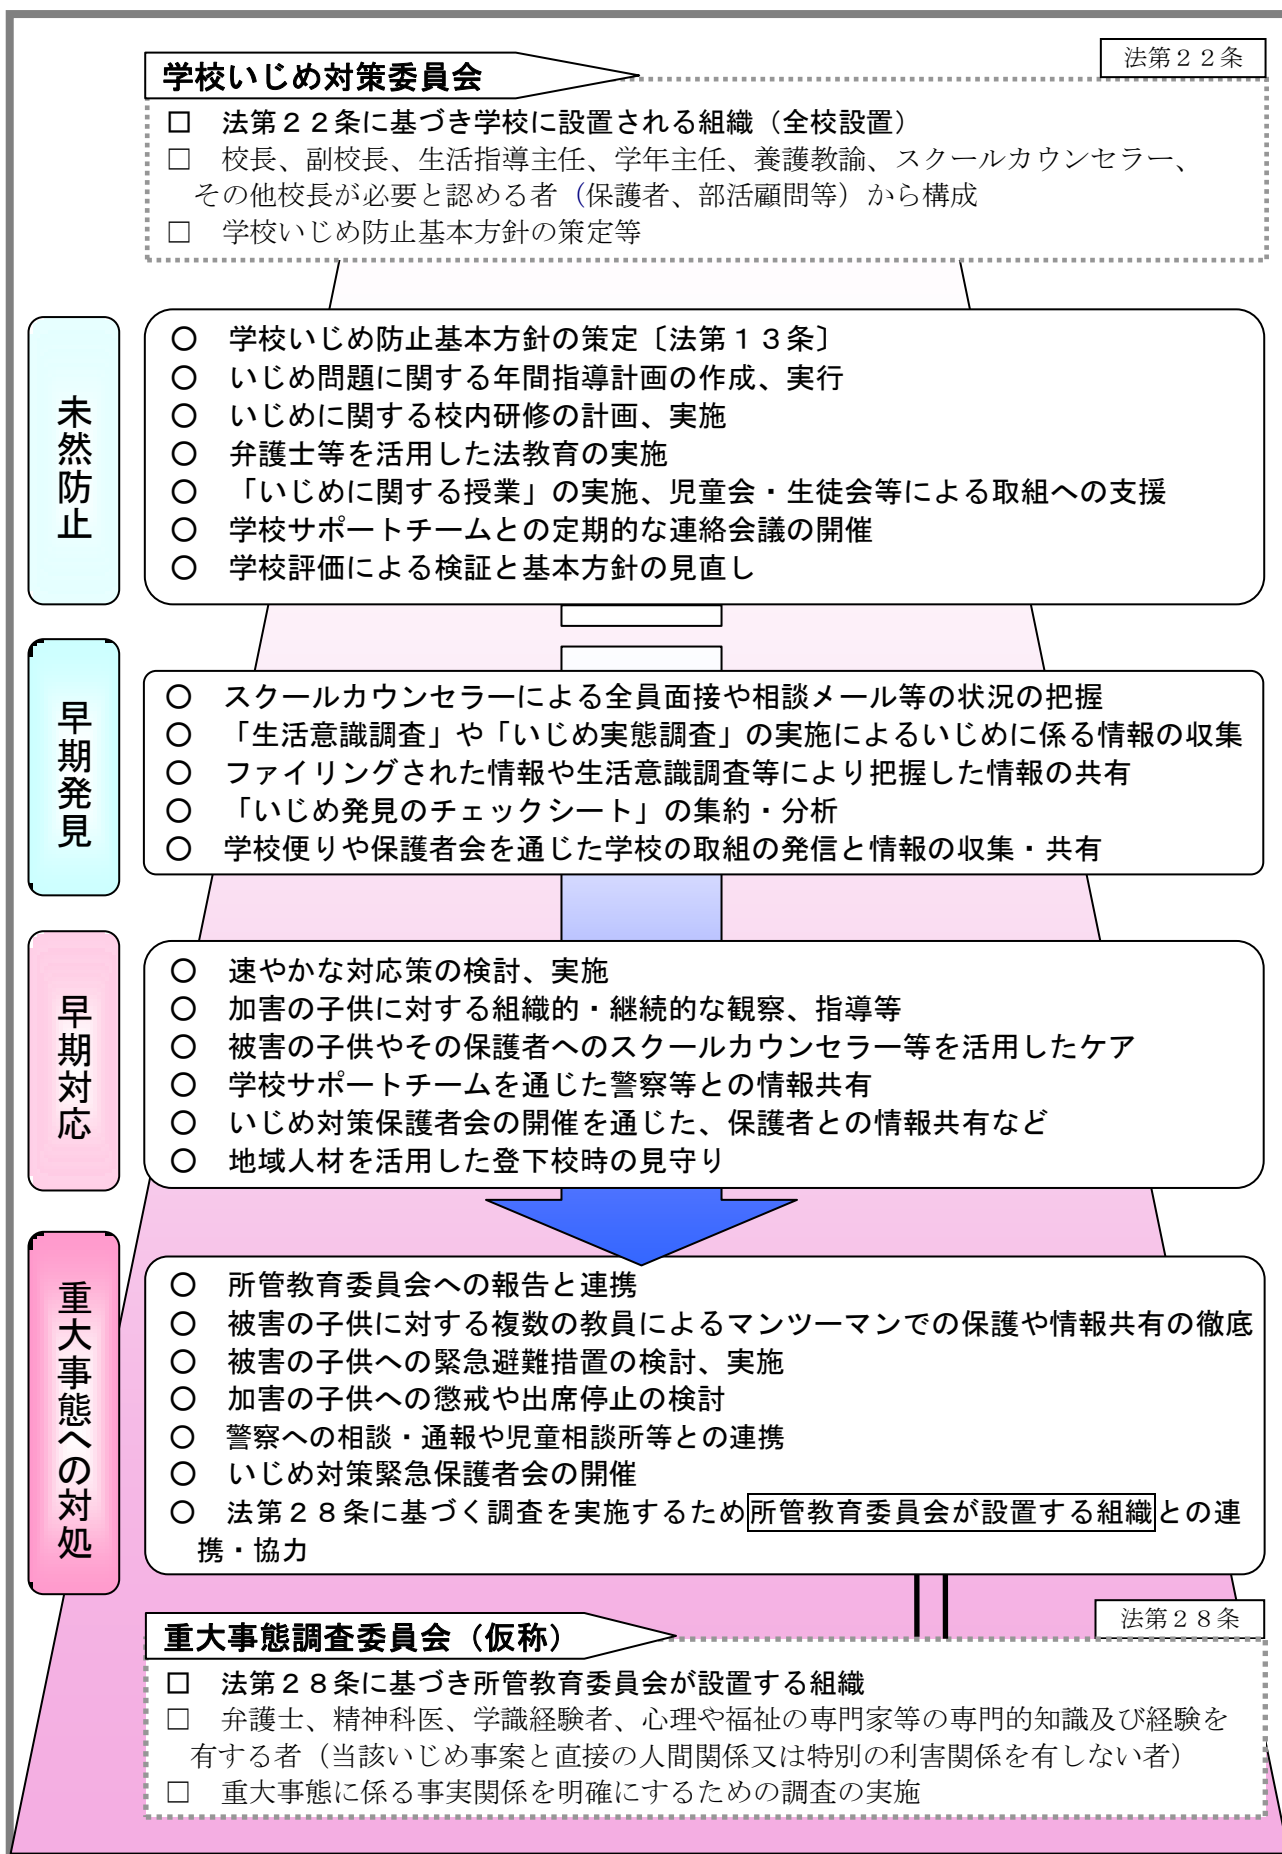 学校いじめ対策委員会
法第２２条
□　法第２２条に基づき学校に設置される組織（全校設置）
□　校長、副校長、生活指導主任、学年主任、養護教諭、スクールカウンセラー、
その他校長が必要と認める者（保護者、部活顧問等）から構成
□　学校いじめ防止基本方針の策定等
未然防止
○　学校いじめ防止基本方針の策定〔法第１３条〕
○　いじめ問題に関する年間指導計画の作成、実行
○　いじめに関する校内研修の計画、実施
○　弁護士等を活用した法教育の実施
○　「いじめに関する授業」の実施、児童会・生徒会等による取組への支援
○　学校サポートチームとの定期的な連絡会議の開催
○　学校評価による検証と基本方針の見直し
早期発見
○　スクールカウンセラーによる全員面接や相談メール等の状況の把握
○　「生活意識調査」や「いじめ実態調査」の実施によるいじめに係る情報の収集
○　ファイリングされた情報や生活意識調査等により把握した情報の共有
○　「いじめ発見のチェックシート」の集約・分析
○　学校便りや保護者会を通じた学校の取組の発信と情報の収集・共有
早期対応
○　速やかな対応策の検討、実施
○　加害の子供に対する組織的・継続的な観察、指導等
○　被害の子供やその保護者へのスクールカウンセラー等を活用したケア
○　学校サポートチームを通じた警察等との情報共有
○　いじめ対策保護者会の開催を通じた、保護者との情報共有など
○　地域人材を活用した登下校時の見守り
重大事態への対処
○　所管教育委員会への報告と連携
○　被害の子供に対する複数の教員によるマンツーマンでの保護や情報共有の徹底
○　被害の子供への緊急避難措置の検討、実施
○　加害の子供への懲戒や出席停止の検討
○　警察への相談・通報や児童相談所等との連携
○　いじめ対策緊急保護者会の開催
○　法第２８条に基づく調査を実施するため所管教育委員会が設置する組織との連
携・協力
重大事態調査委員会（仮称）
法第２８条
□　法第２８条に基づき所管教育委員会が設置する組織
□　弁護士、精神科医、学識経験者、心理や福祉の専門家等の専門的知識及び経験を
有する者（当該いじめ事案と直接の人間関係又は特別の利害関係を有しない者）
□　重大事態に係る事実関係を明確にするための調査の実施